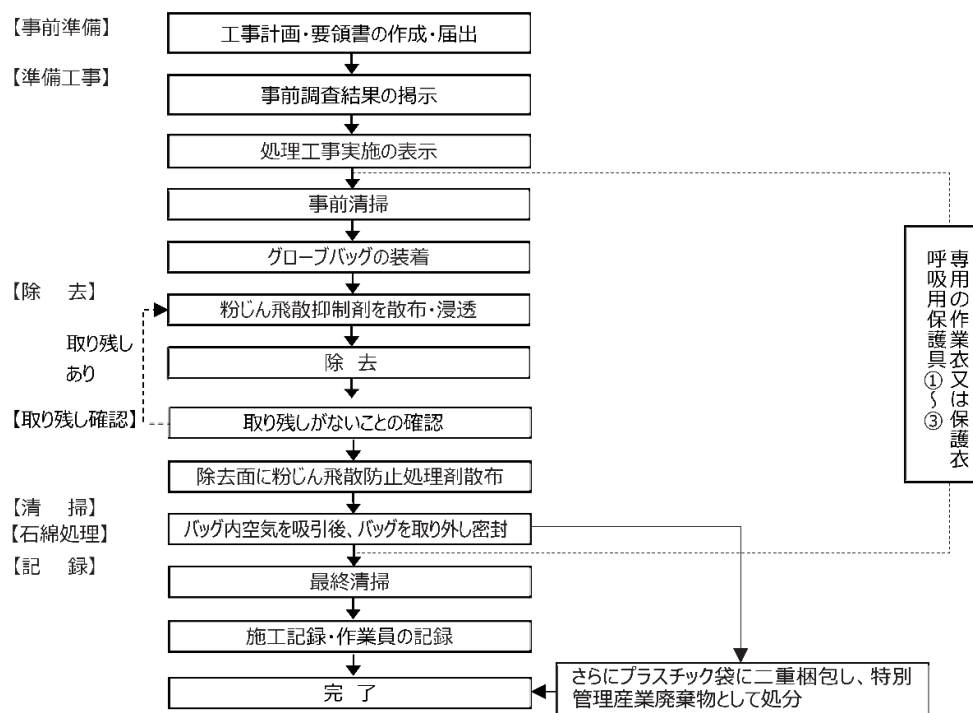 【事前準備】
工事計画・要領書の作成・届出
【準備工事】
事前調査結果の掲示
処理工事実施の表示
事前清掃
グローブバッグの装着
【除　去】
粉じん飛散抑制剤を散布・浸透
取り残し
あり
除　去
【取り残し確認】
取り残しがないことの確認
除去面に粉じん飛散防止処理剤散布
【清　掃】
【石綿処理】
バッグ内空気を吸引後、バッグを取り外し密封
【記　録】
最終清掃
施工記録・作業員の記録
完　了
さらにプラスチック袋に二重梱包し、特別
管理産業廃棄物として処分
専用の作業衣又は保護衣
呼吸用保護具①～③